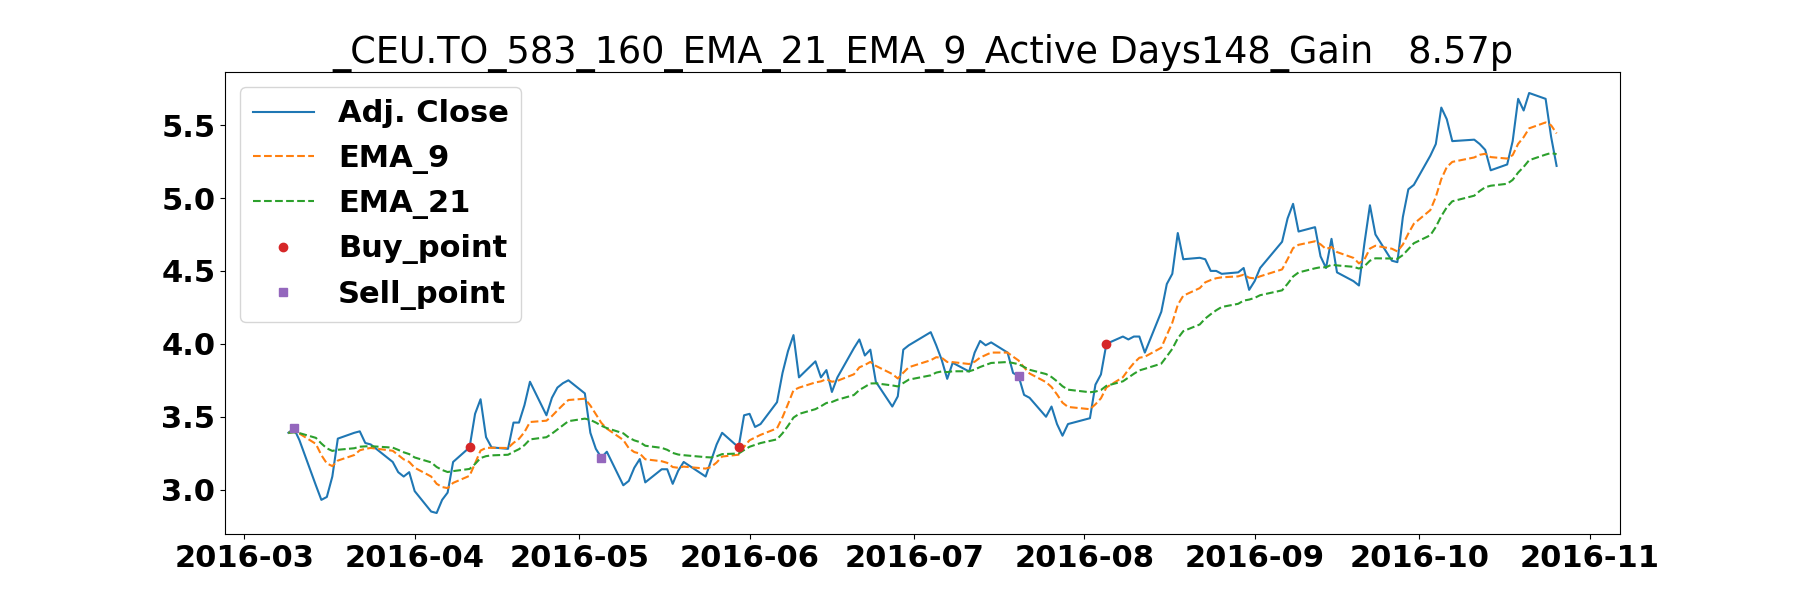 _CEU.TO_583_160_EMA_21_EMA_9_Active Days148_Gain   8.57p
Adj. Close
EMA_9
EMA_21
Buy_point
Sell_point
5.5
5.0
4.5
4.0
3.5
3.0
2016-03 2016-04 2016-05 2016-06 2016-07 2016-08 2016-09 2016-10 2016-11